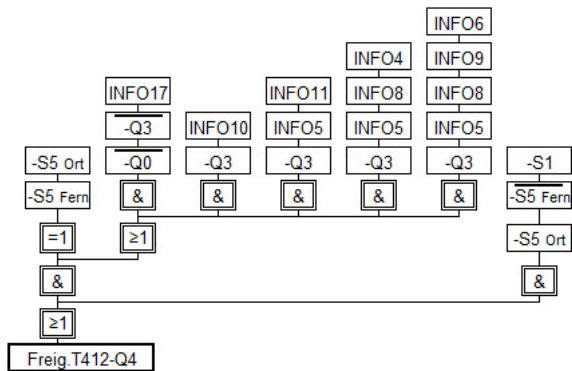 INFO6
INFO4 INFO9
INFO17 INFO11 INFO8 INFO8
-Q3 INFO10 INFO5 INFO5 INFO5
-S5 Ort -Q0 -Q3 -Q3 -Q3 -Q3 -S1
-S5 Fern & & & & & -S5 Fern
=1 ≥1 -S5 Ort
& &
≥1
Freig.T412-Q4